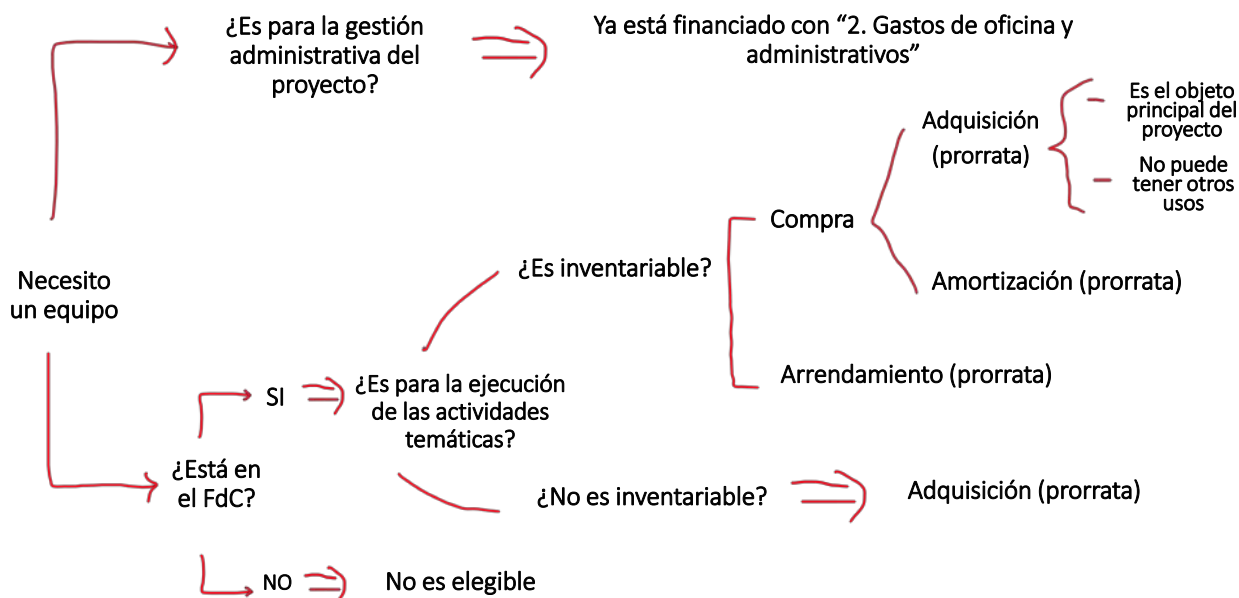 ¿Es para la gestión
administrativa del
proyecto?
Ya está financiado con “2. Gastos de oficina y
administrativos”
Es el objeto
principal del
proyecto
Adquisición
(prorrata)
No puede
tener otros
usos
Compra
¿Es inventariable?
Necesito
un equipo
Amortización (prorrata)
Arrendamiento (prorrata)
SI
¿Es para la ejecución
de las actividades
temáticas?
¿Está en
el FdC?
¿No es inventariable?
Adquisición (prorrata)
NO
No es elegible